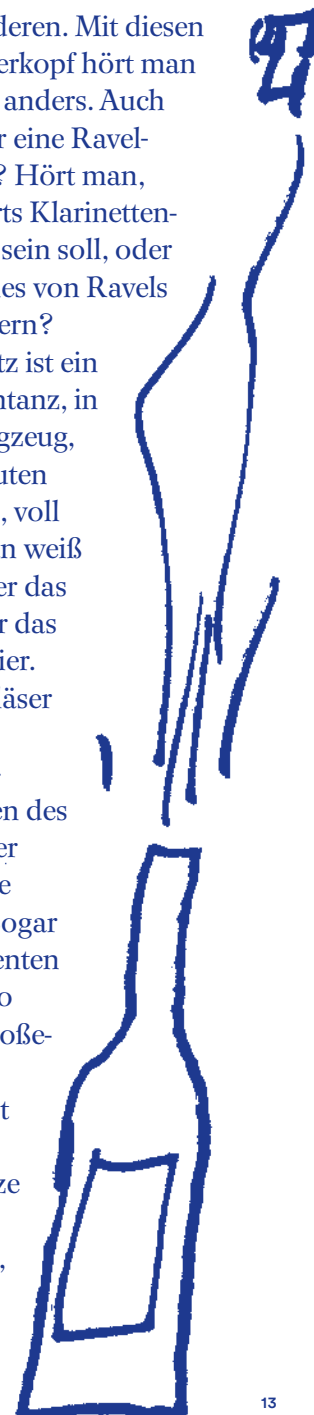 deren. Mit diesen
erkopf hört man
anders. Auch
r eine Ravel-
? Hört man,
rts Klarinetten-
sein soll, oder
es von Ravels
ern?
tz ist ein
ntanz, in
gzeug,
uten
, voll
n weiß
er das
r das
ier.
läser
en des
er
e
ogar
enten
o
oße-
t
ze
,
13